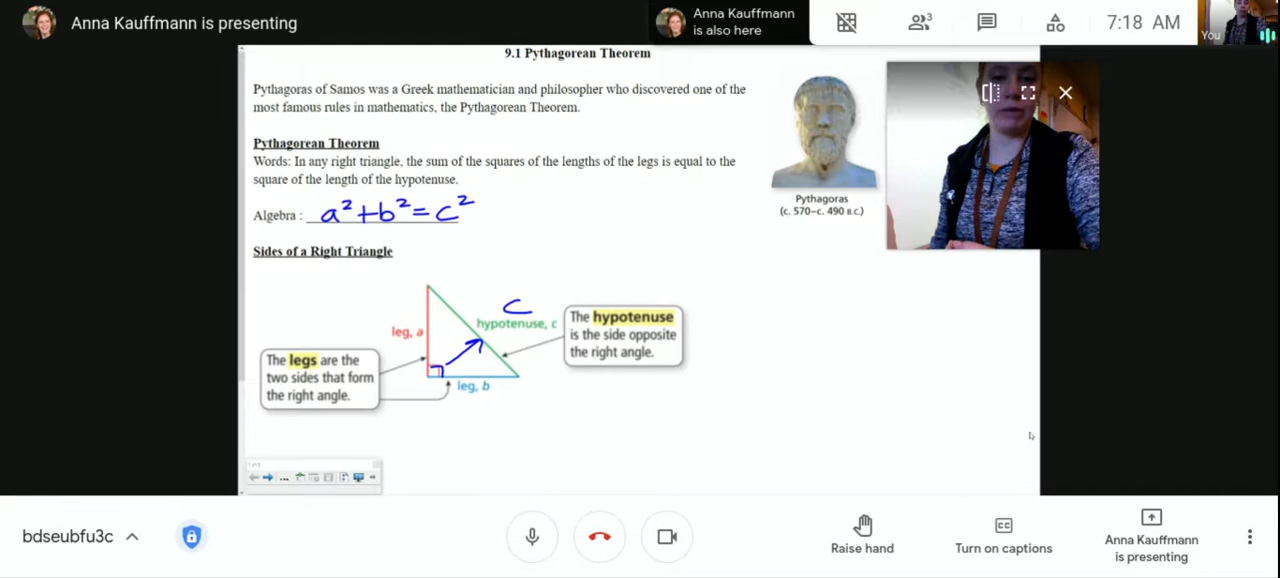 Anna Kauffmann is presenting
Anna Kauffmann
is also here
3
7:18 AM
You
9.1 Pythagorean Theorem
Pythagoras of Samos was a Greek mathematician and philosopher who discovered one of the
most famous rules in mathematics, the Pythagorean Theorem.
Pythagorean Theorem
Words: In any right triangle, the sum of the squares of the lengths of the legs is equal to the
square of the length of the hypotenuse.
Algebra : a²+b²=c²
Pythagoras
(c. 570–c. 490 B.C.)
Sides of a Right Triangle
C
leg, a
hypotenuse, c
The hypotenuse
is the side opposite
the right angle.
The legs are the
two sides that form
the right angle.
leg, b
bdseubfu3c
CC
Raise hand
Turn on captions
Anna Kauffmann
is presenting